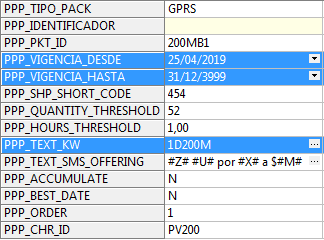 PPP_TIPO_PACK GPRS
PPP_IDENTIFICADOR
PPP_PKT_ID 200MB1
PPP_VIGENCIA_DESDE 25/04/2019
PPP_VIGENCIA_HASTA 31/12/3999
PPP_SHP_SHORT_CODE 454
PPP_QUANTITY_THRESHOLD 52
PPP_HOURS_THRESHOLD 1,00
PPP_TEXT_KW 1D200M ...
PPP_TEXT_SMS_OFFERING #Z# #U# por #X# a $#M# ...
PPP_ACCUMULATE N
PPP_BEST_DATE N
PPP_ORDER 1
PPP_CHR_ID PV200